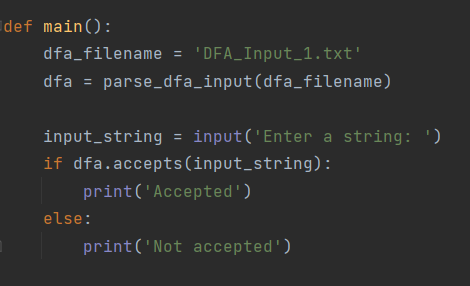 def main():
    dfa_filename = 'DFA_Input_1.txt'
    dfa = parse_dfa_input(dfa_filename)
    input_string = input('Enter a string: ')
    if dfa.accepts(input_string):
        print('Accepted')
    else:
        print('Not accepted')